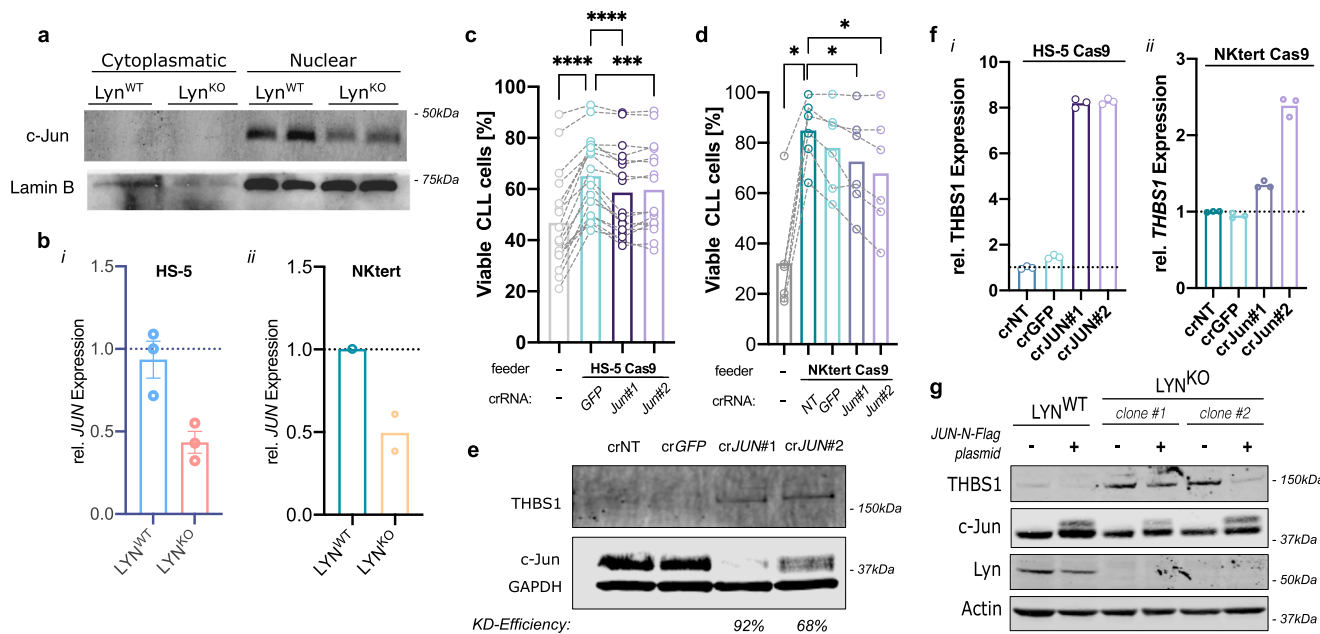 a
Cytoplasmatic Nuclear
Lyn^WT Lyn^KO Lyn^WT Lyn^KO
- 50kDa
c-Jun
- 75kDa
Lamin B
b
i HS-5
rel. JUN Expression
1.5
1.0
0.5
0.0
LYN^WT
LYN^KO
ii NKtert
rel. JUN Expression
1.5
1.0
0.5
0.0
LYN^WT
LYN^KO
c
****
**** ***
Viable CLL cells [%]
100
80
60
40
20
0
feeder - HS-5 Cas9
crRNA: - GFP Jun#1 Jun#2
d
*
* *
Viable CLL cells [%]
100
80
60
40
20
0
feeder - NKtert Cas9
crRNA: - NT GFP Jun#1 Jun#2
e
crNT crGFP crJUN#1 crJUN#2
THBS1
- 150kDa
c-Jun
- 37kDa
GAPDH
KD-Efficiency: 92% 68%
f
i HS-5 Cas9
rel. THBS1 Expression
10
8
6
4
2
0
crNT
crGFP
crJUN#1
crJUN#2
ii NKtert Cas9
rel. THBS1 Expression
3
2
1
0
crNT
crGFP
crJun#1
crJun#2
g
LYN^WT LYN^KO
clone #1 clone #2
JUN-N-Flag
plasmid
- + - + - +
THBS1 - 150kDa
c-Jun
- 37kDa
Lyn
- 50kDa
Actin
- 37kDa